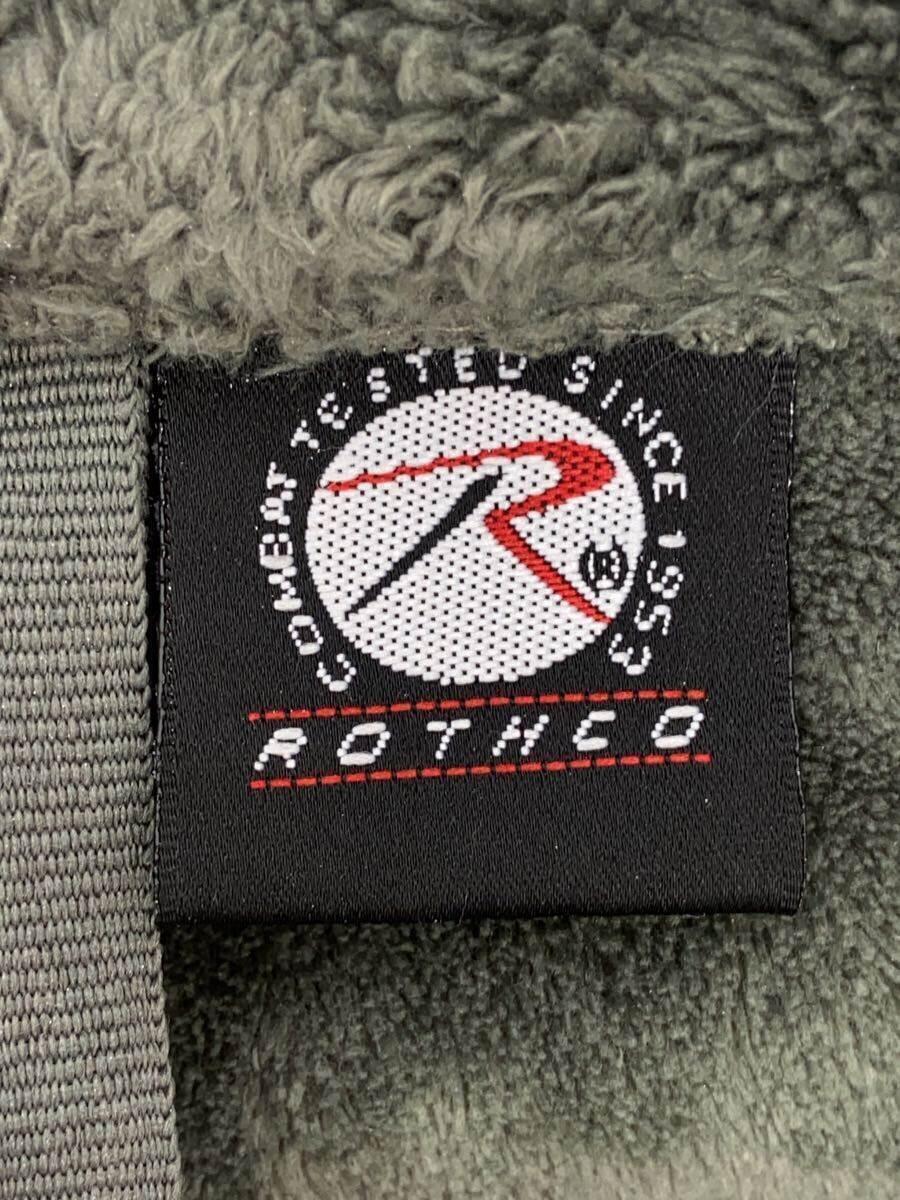 COMBAT TESTED SINCE 1953
R
®
ROTHCO